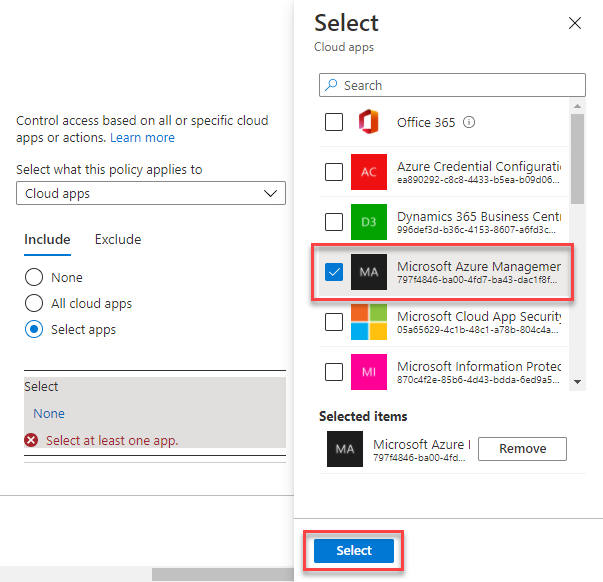 Control access based on all or specific cloud
apps or actions. Learn more
Select what this policy applies to
Cloud apps
Include Exclude
None
All cloud apps
Select apps
Select
None
Select at least one app.
Select
Cloud apps
Search
Office 365
AC
Azure Credential Configuratio
ea890292-c8c8-4433-b5ea-b09d06...
D3
Dynamics 365 Business Centr
996def3d-b36c-4153-8607-a6fd3c...
MA
Microsoft Azure Managemen
797f4846-ba00-4fd7-ba43-dac1f8f...
Microsoft Cloud App Security
05a65629-4c1b-48c1-a78b-804c4a...
MI
Microsoft Information Protec
870c4f2e-85b6-4d43-bdda-6ed9a5...
Selected items
MA
Microsoft Azure
797f4846-ba00-4fd...
Remove
Select